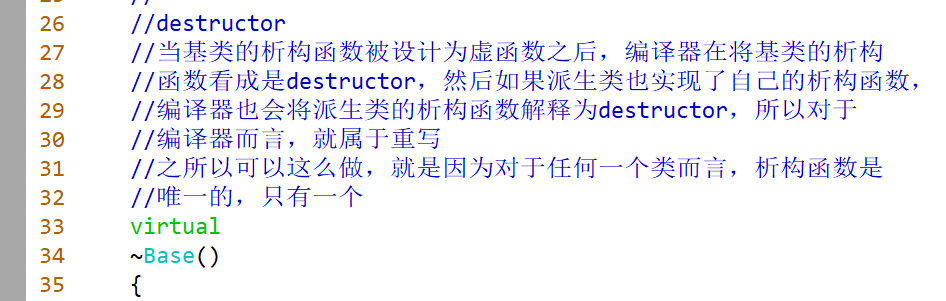 26 //destructor
27 //当基类的析构函数被设计为虚函数之后，编译器在将基类的析构
28 //函数看成是destructor，然后如果派生类也实现了自己的析构函数，
29 //编译器也会将派生类的析构函数解释为destructor，所以对于
30 //编译器而言，就属于重写
31 //之所以可以这么做，就是因为对于任何一个类而言，析构函数是
32 //唯一的，只有一个
33 virtual
34 ~Base()
35 {